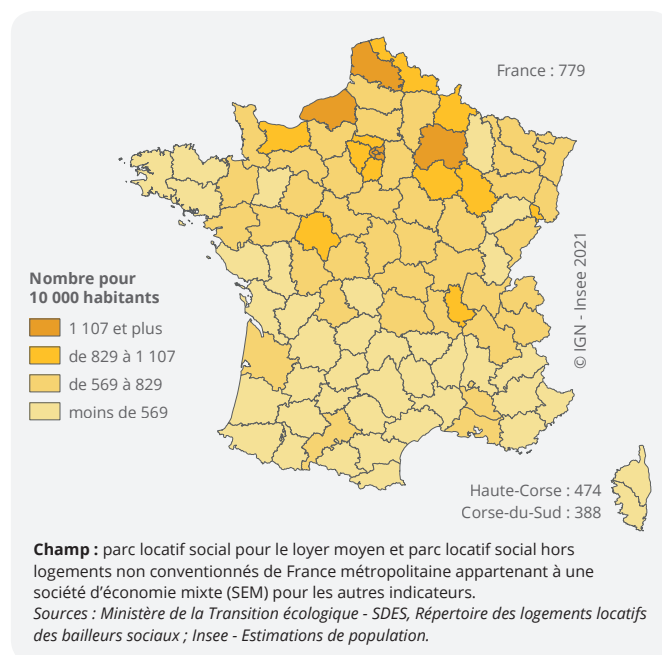 France : 779
© IGN - Insee 2021
Nombre pour
10 000 habitants
1 107 et plus
de 829 à 1 107
de 569 à 829
moins de 569
Haute-Corse : 474
Corse-du-Sud : 388
Champ : parc locatif social pour le loyer moyen et parc locatif social hors
logements non conventionnés de France métropolitaine appartenant à une
société d’économie mixte (SEM) pour les autres indicateurs.
Sources : Ministère de la Transition écologique - SDES, Répertoire des logements locatifs
des bailleurs sociaux ; Insee - Estimations de population.